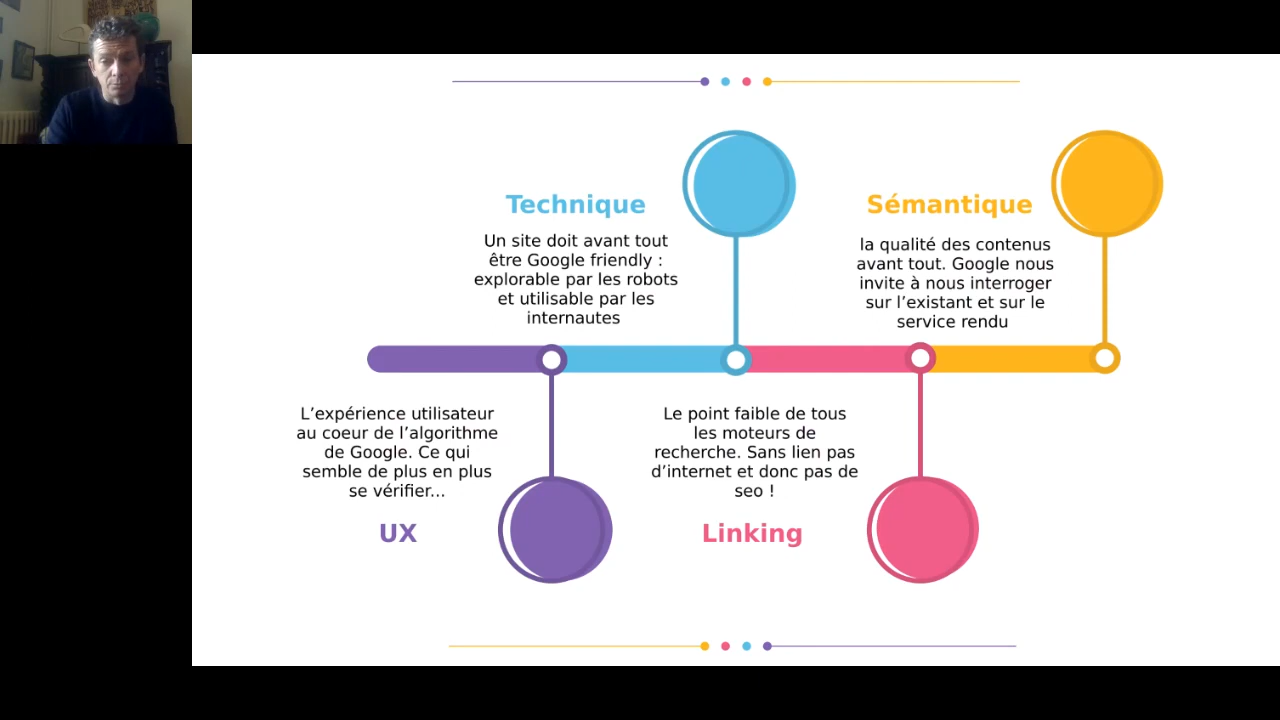 Technique
Un site doit avant tout
être Google friendly :
explorable par les robots
et utilisable par les
internautes
Sémantique
la qualité des contenus
avant tout. Google nous
invite à nous interroger
sur l’existant et sur le
service rendu
L’expérience utilisateur
au coeur de l’algorithme
de Google. Ce qui
semble de plus en plus
se vérifier...
UX
Le point faible de tous
les moteurs de
recherche. Sans lien pas
d’internet et donc pas de
seo !
Linking